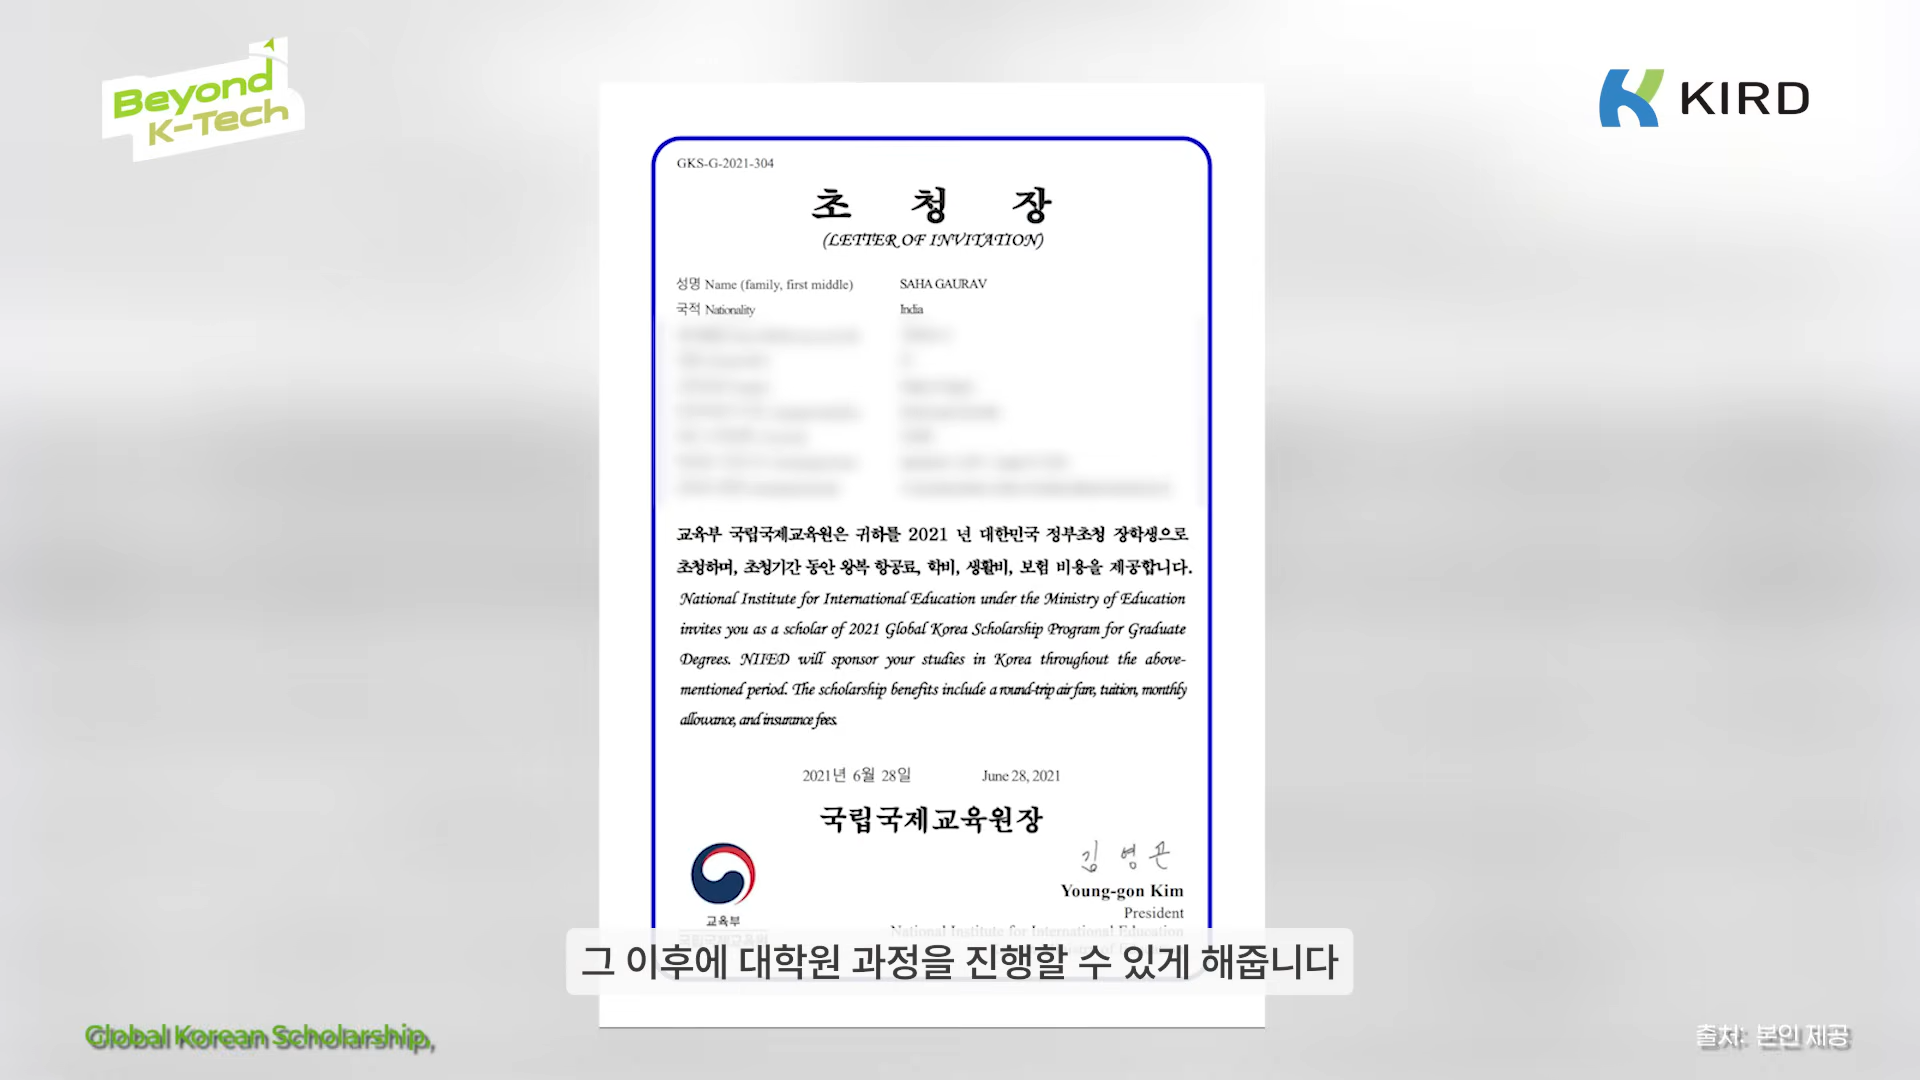 Beyond
K-Tech
KIRD
GKS-G-2021-304
초 청 장
(LETTER OF INVITATION)
성명 Name (family, first middle) SAHA GAURAV
국적 Nationality India
교육부 국립국제교육원은 귀하를 2021 년 대한민국 정부초청 장학생으로
초청하며, 초청기간 동안 왕복 항공료, 학비, 생활비, 보험 비용을 제공합니다.
National Institute for International Education under the Ministry of Education
invites you as a scholar of 2021 Global Korea Scholarship Program for Graduate
Degrees. NIIED will sponsor your studies in Korea throughout the above-
mentioned period. The scholarship benefits include a round-trip air fare, tuition, monthly
allowance, and insurance fees.
2021년 6월 28일 June 28, 2021
국립국제교육원장
김 영 곤
Young-gon Kim
President
교육부
National Institute for International Education
그 이후에 대학원 과정을 진행할 수 있게 해줍니다
Global Korean Scholarship,
출처: 본인 제공